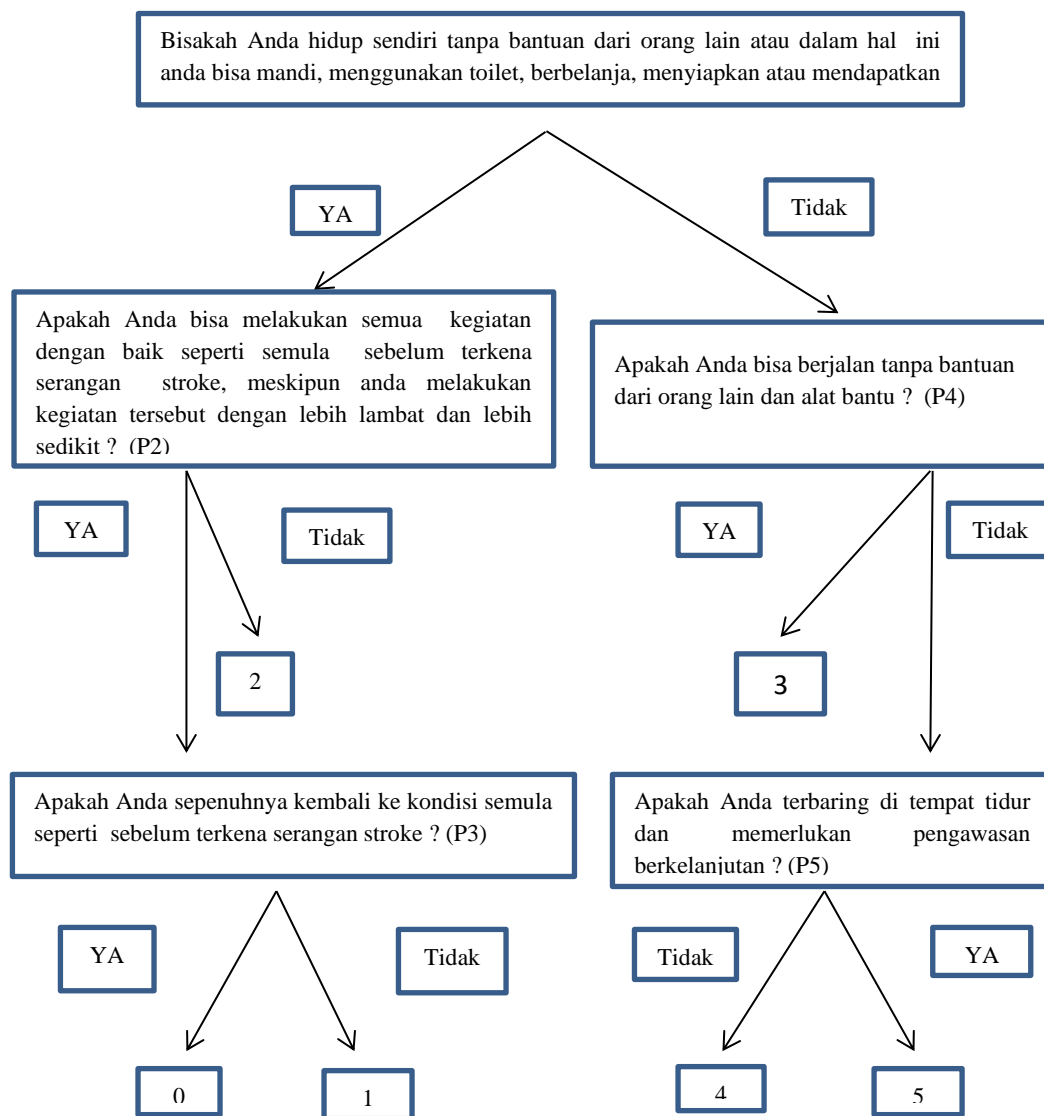 Bisakah Anda hidup sendiri tanpa bantuan dari orang lain atau dalam hal ini
anda bisa mandi, menggunakan toilet, berbelanja, menyiapkan atau mendapatkan
YA
Tidak
Apakah Anda bisa melakukan semua kegiatan
dengan baik seperti semula sebelum terkena
serangan stroke, meskipun anda melakukan
kegiatan tersebut dengan lebih lambat dan lebih
sedikit ? (P2)
Apakah Anda bisa berjalan tanpa bantuan
dari orang lain dan alat bantu ? (P4)
YA
Tidak
YA
Tidak
2
3
Apakah Anda sepenuhnya kembali ke kondisi semula
seperti sebelum terkena serangan stroke ? (P3)
Apakah Anda terbaring di tempat tidur
dan memerlukan pengawasan
berkelanjutan ? (P5)
YA
Tidak
Tidak
YA
0
1
4
5